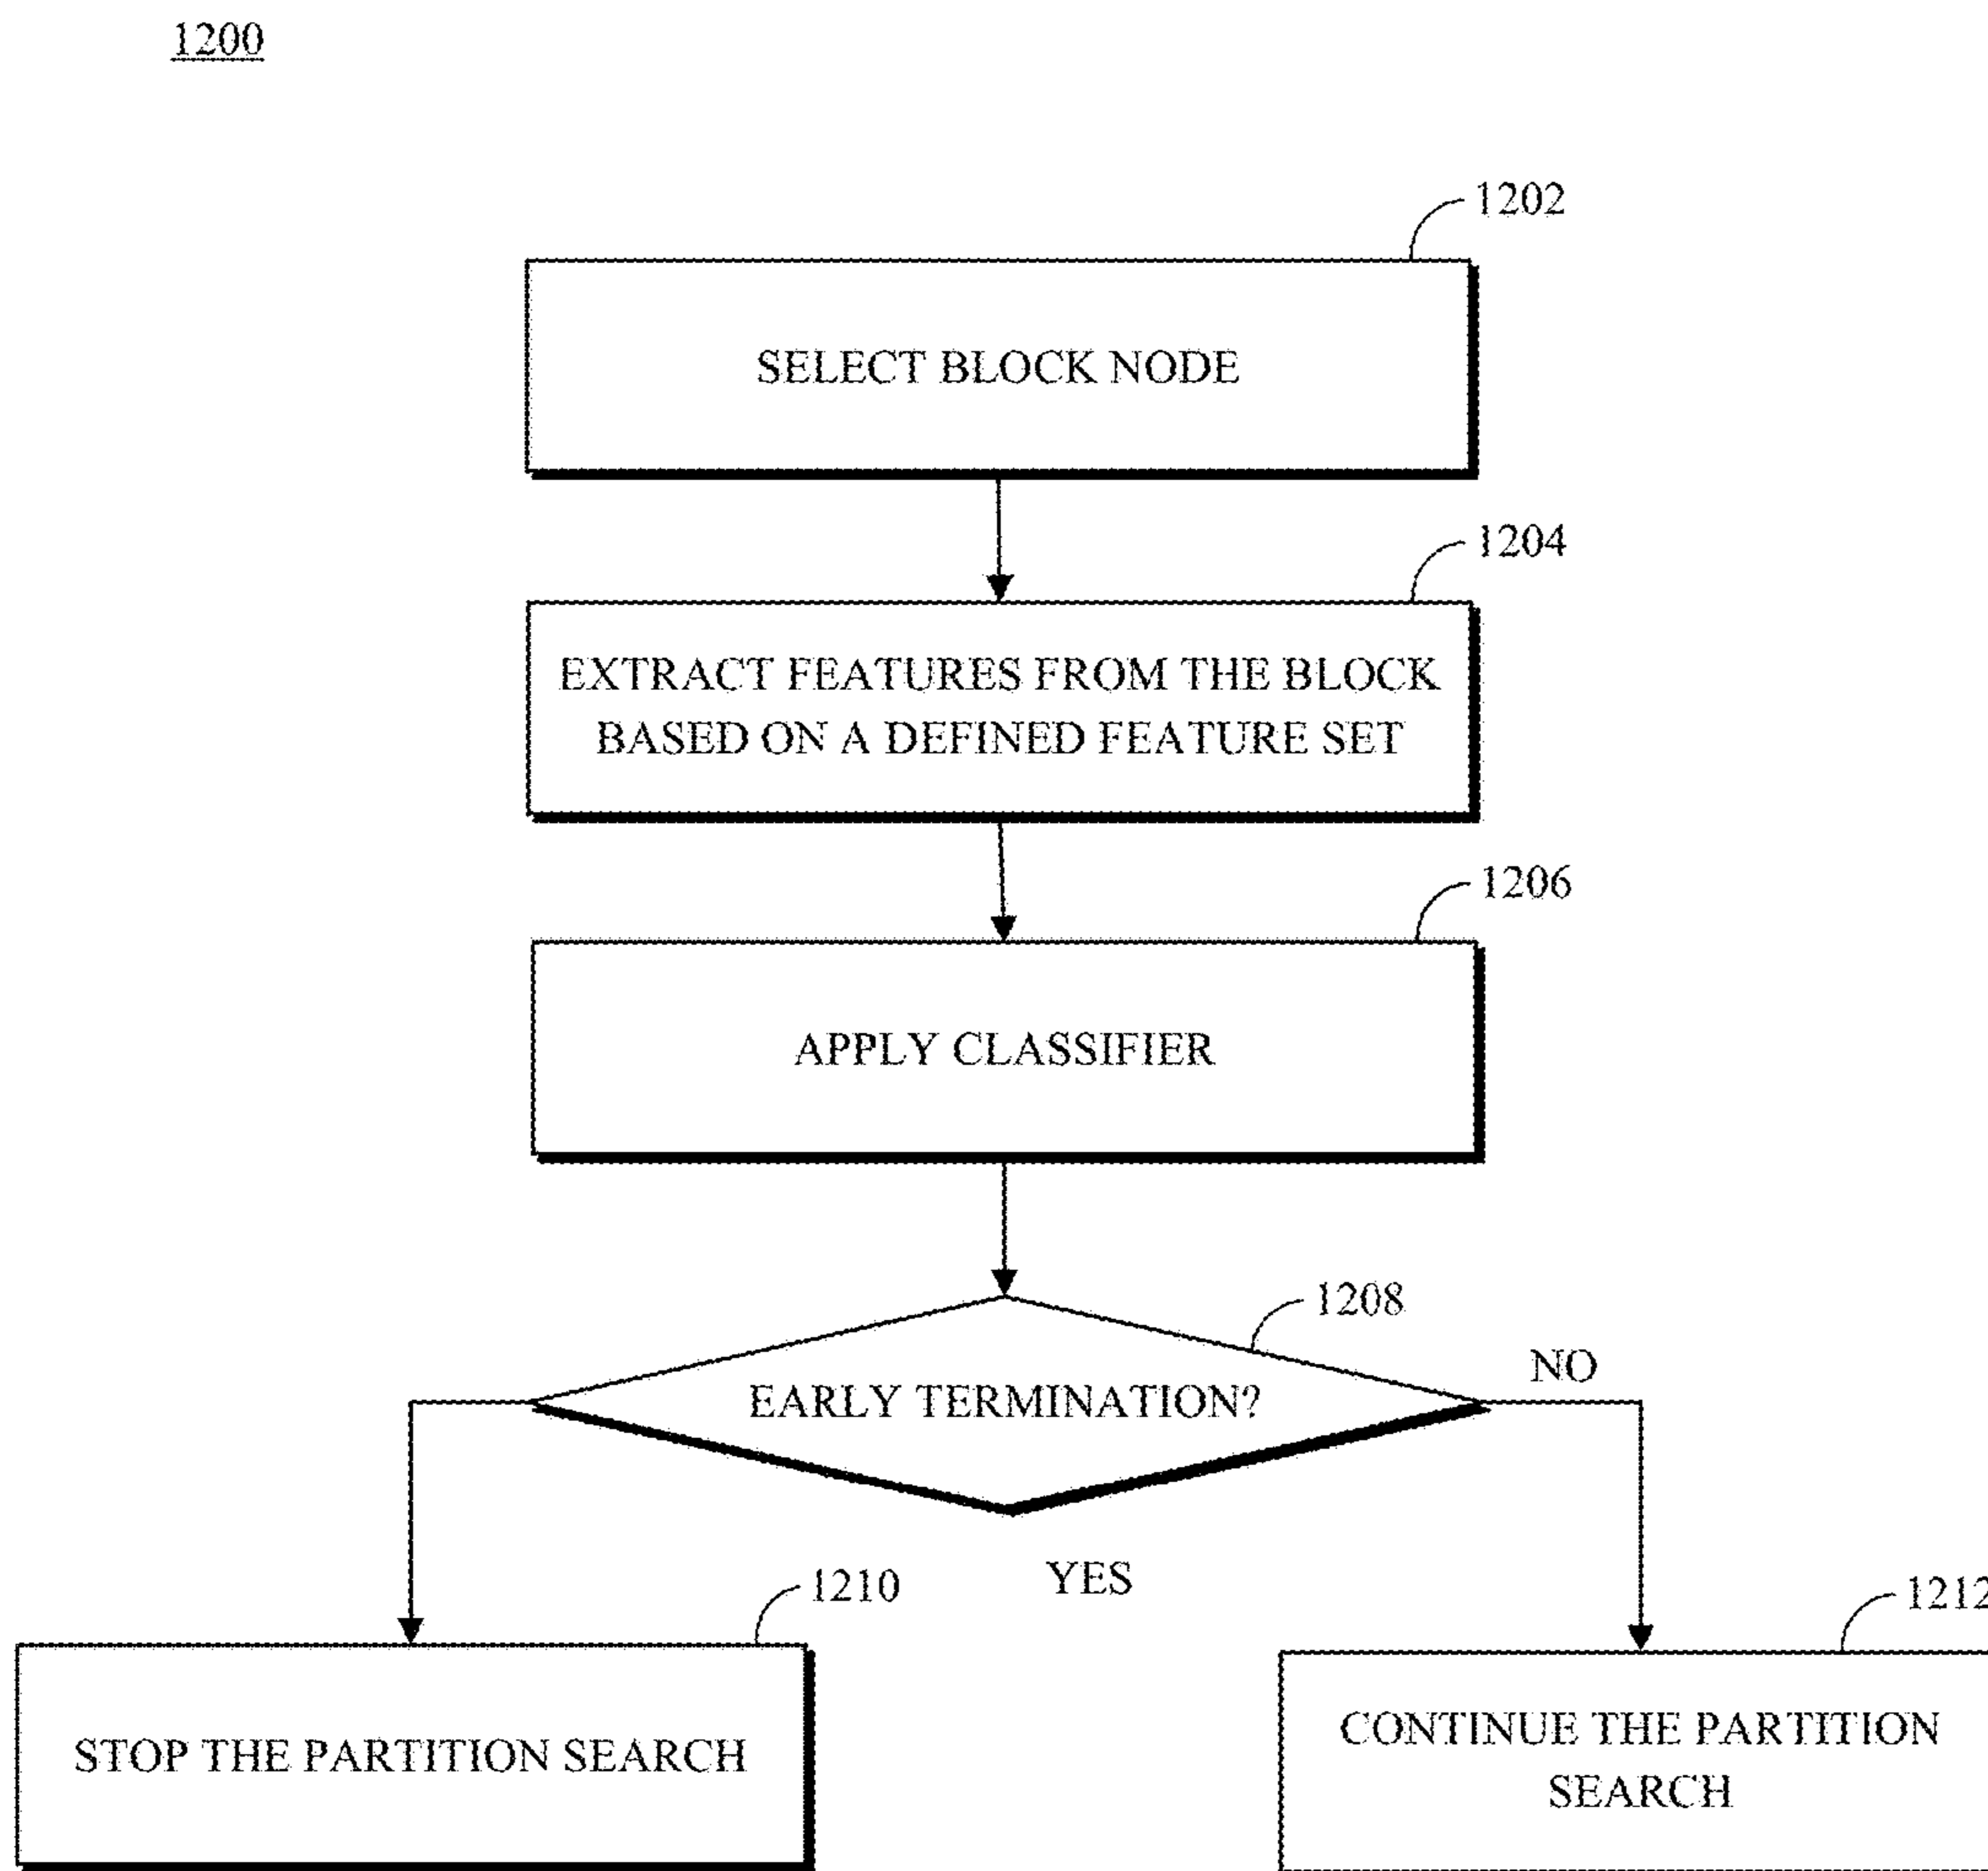 1200
1202
SELECT BLOCK NODE
1204
EXTRACT FEATURES FROM THE BLOCK
BASED ON A DEFINED FEATURE SET
1206
APPLY CLASSIFIER
1208
NO
EARLY TERMINATION?
YES
1210
1212
STOP THE PARTITION SEARCH
CONTINUE THE PARTITION
SEARCH